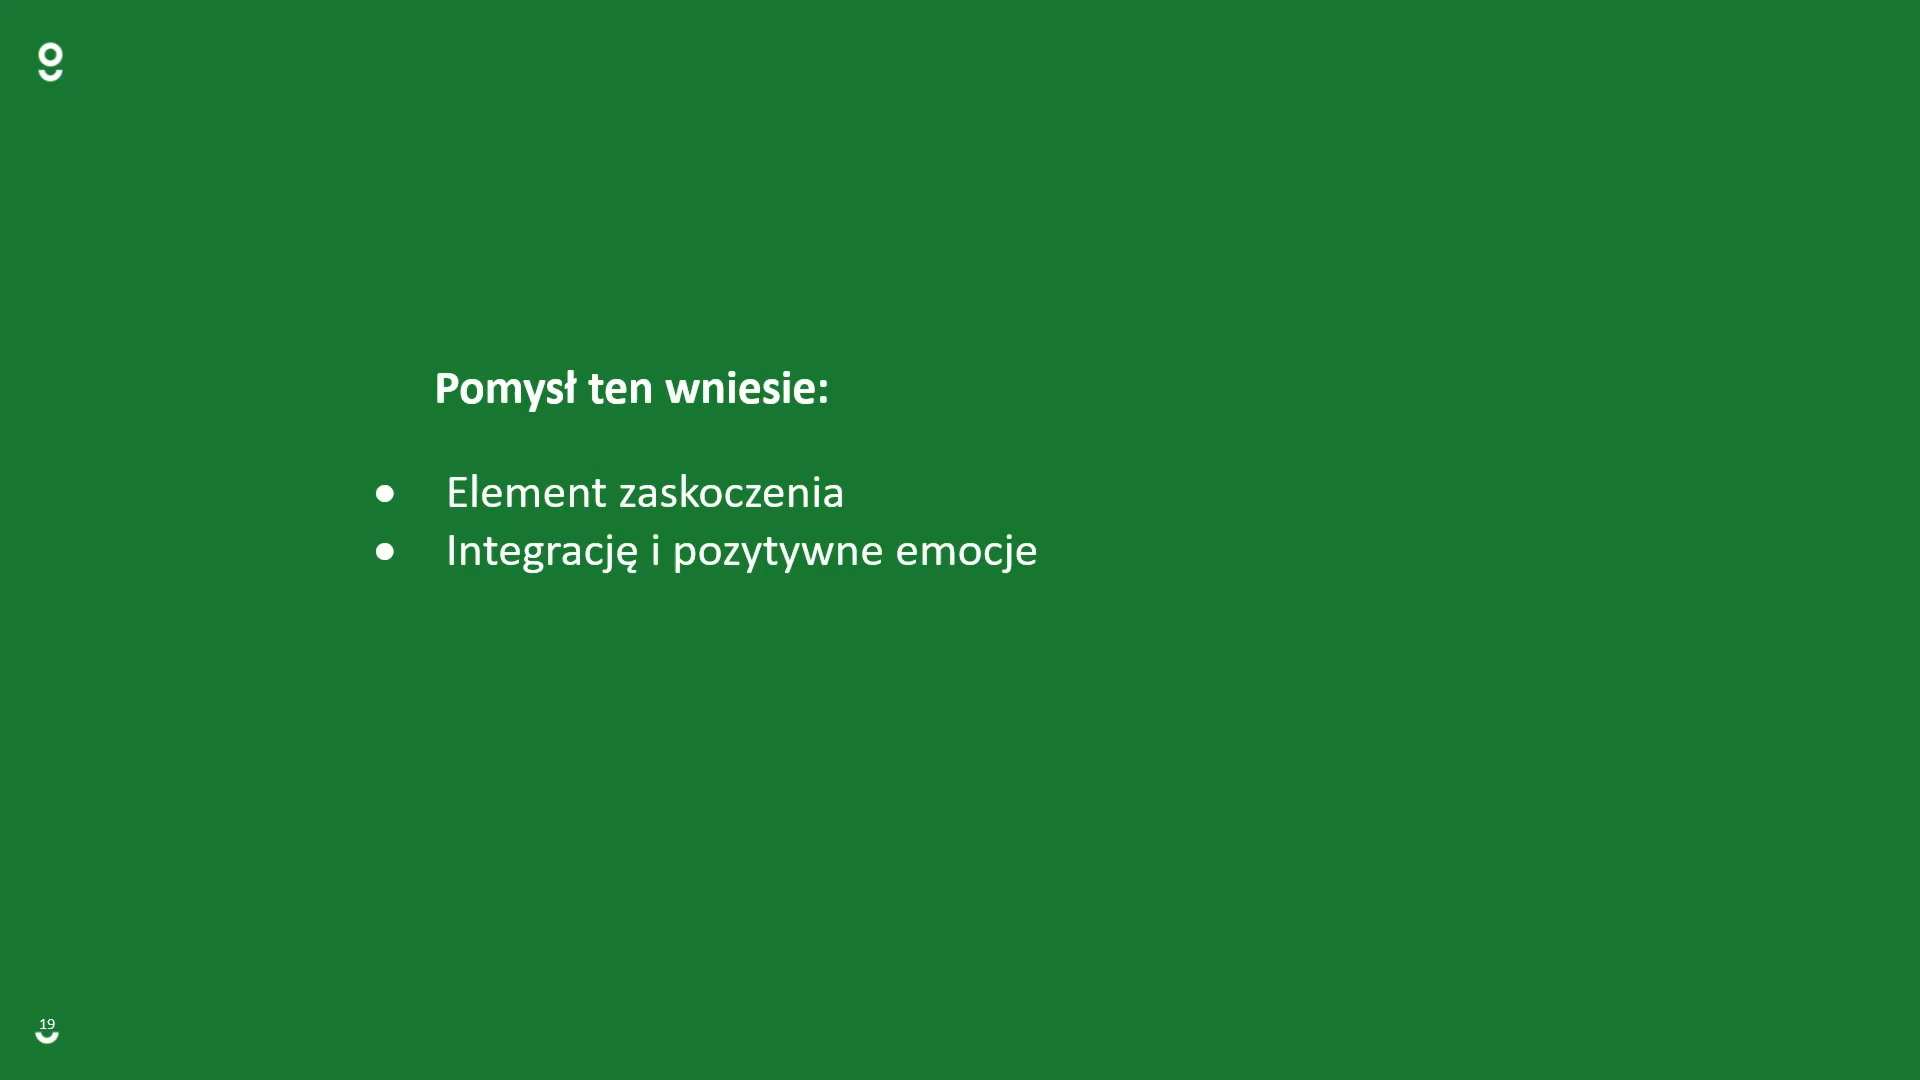 Pomysł ten wniesie:
● Element zaskoczenia
● Integrację i pozytywne emocje
19